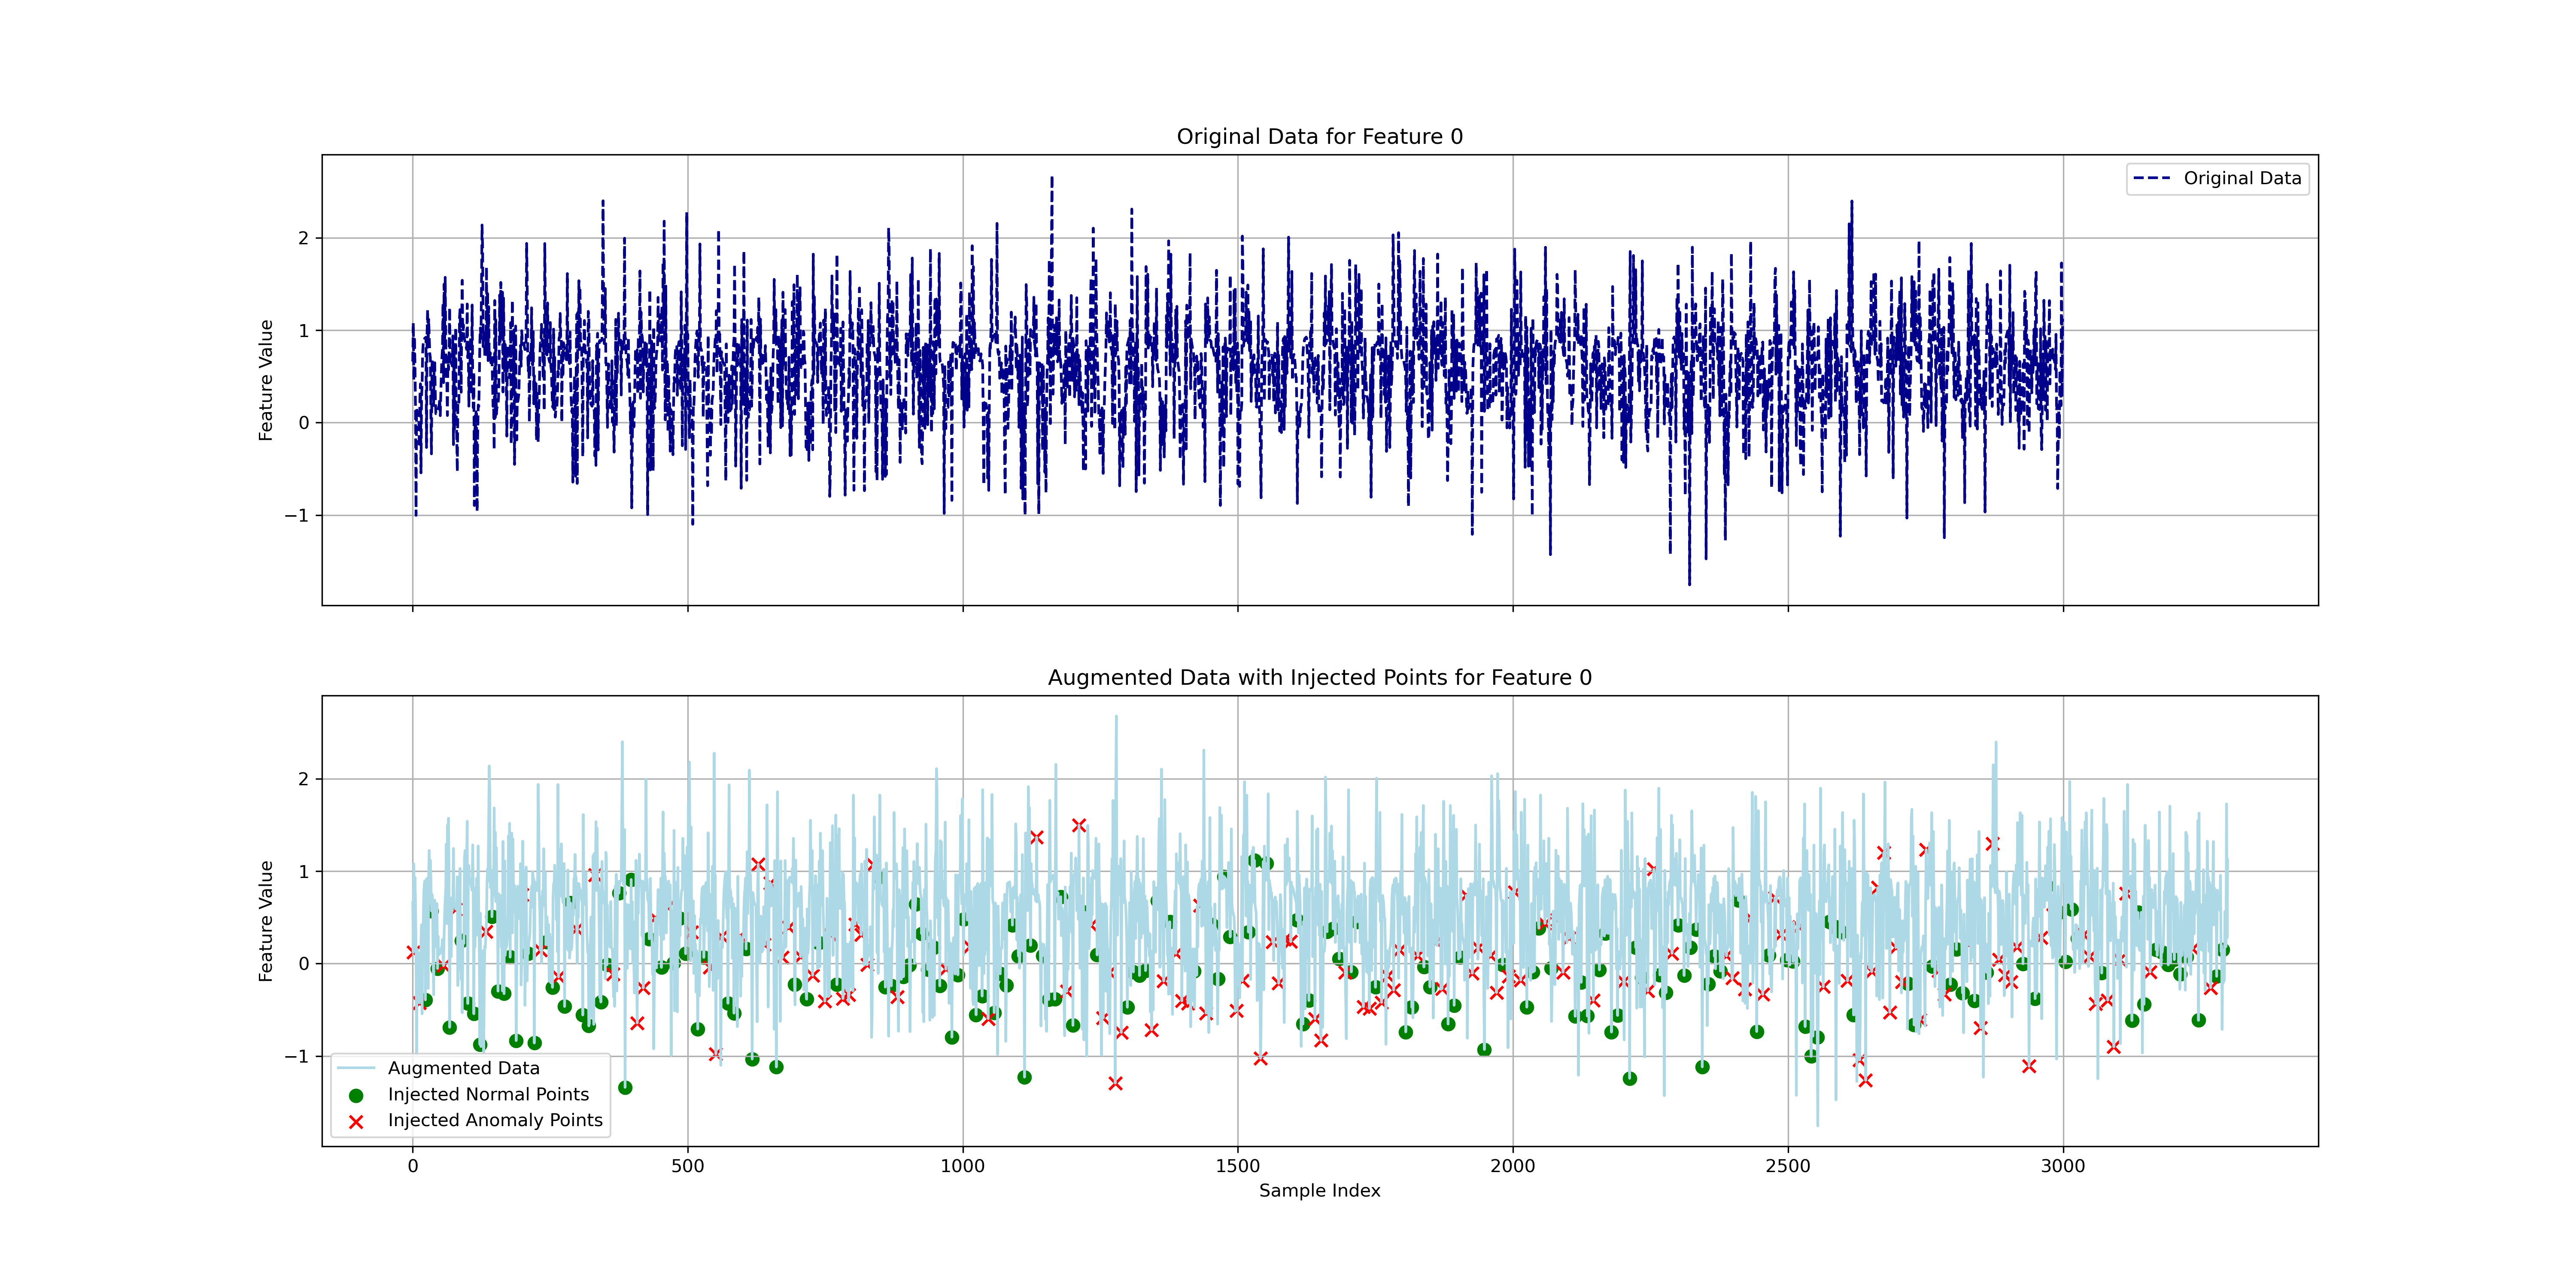 Original Data for Feature 0
Original Data
Feature Value
2
1
0
−1
Augmented Data with Injected Points for Feature 0
Feature Value
2
1
0
−1
Augmented Data
Injected Normal Points
Injected Anomaly Points
0 500 1000 1500 2000 2500 3000
Sample Index